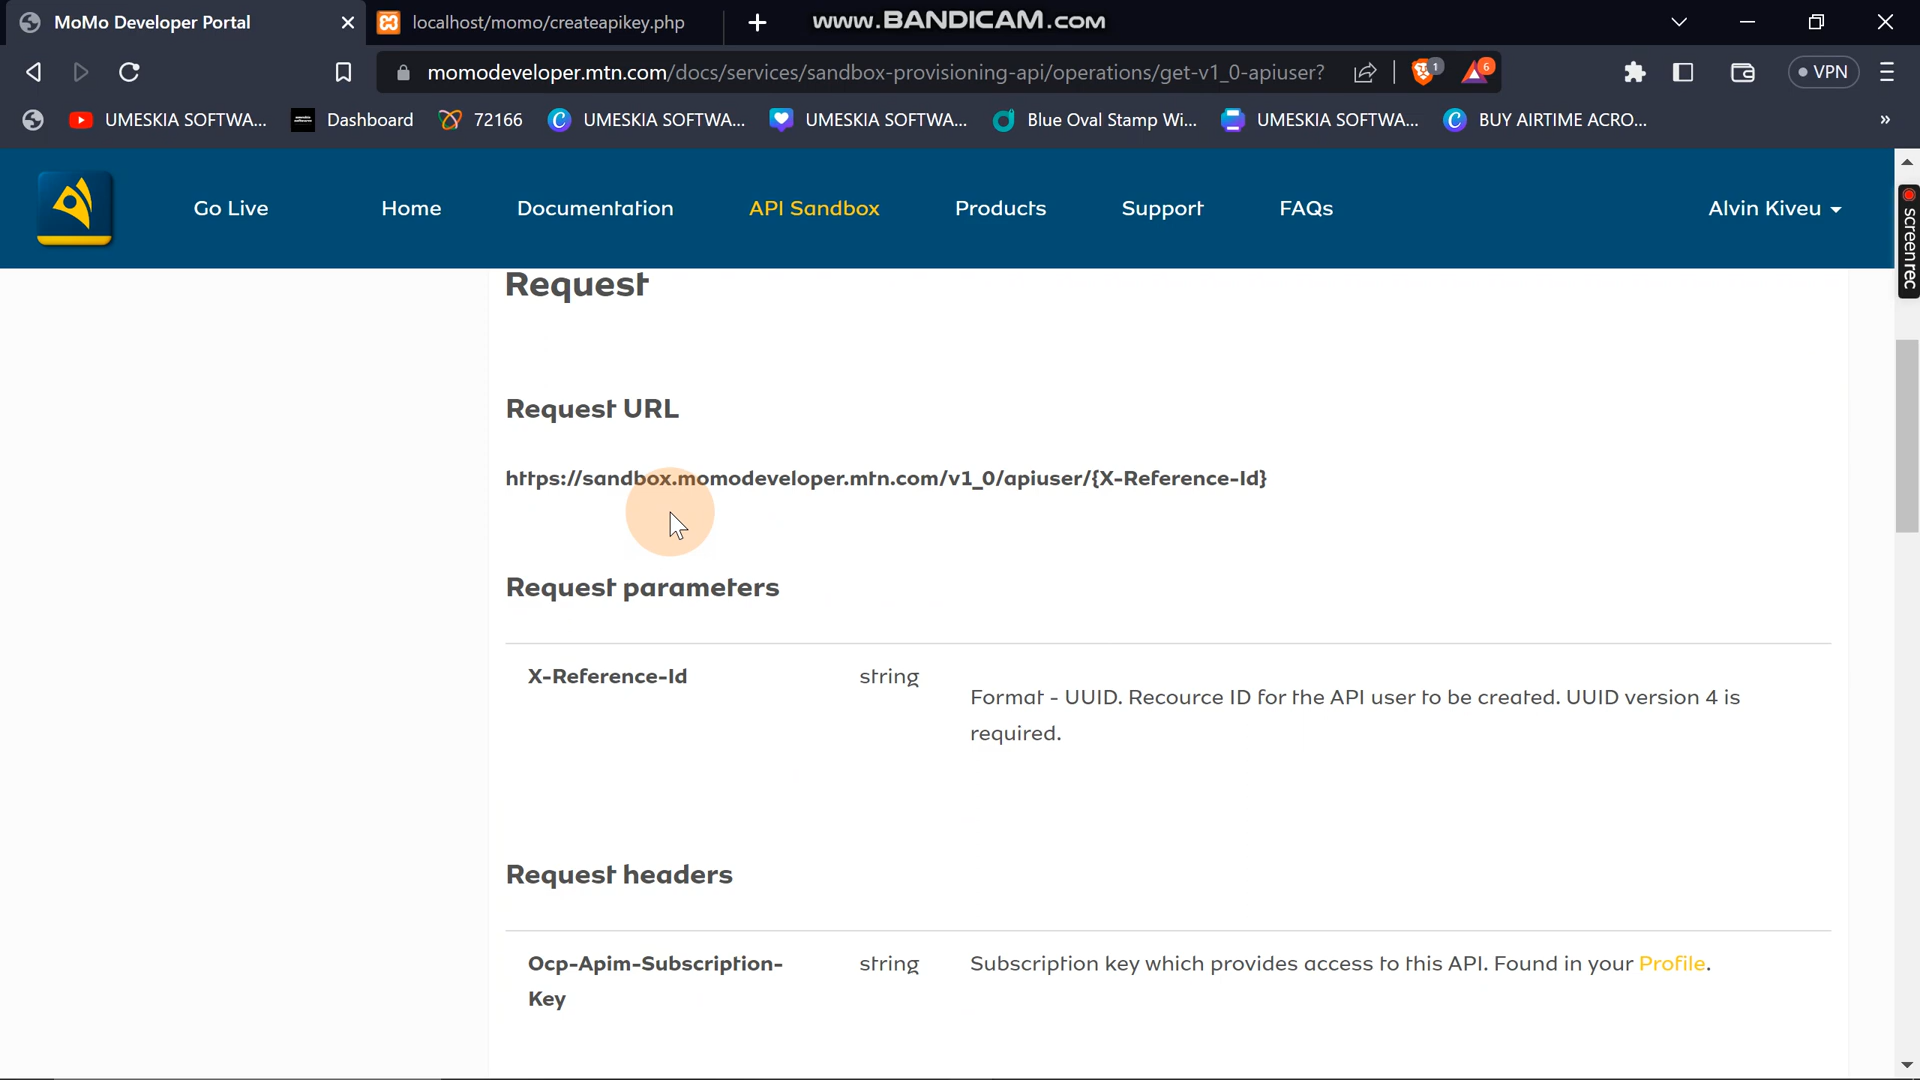 MoMo Developer Portal
localhost/momo/createapikey.php
www.BANDICAM.com
momodeveloper.mtn.com/docs/services/sandbox-provisioning-api/operations/get-v1_0-apiuser?
1
6
VPN
UMESKIA SOFTWA...
Dashboard
72166
UMESKIA SOFTWA...
UMESKIA SOFTWA...
Blue Oval Stamp Wi...
UMESKIA SOFTWA...
BUY AIRTIME ACRO...
»
Go Live
Home
Documentation
API Sandbox
Products
Support
FAQs
Alvin Kiveu
screenrec
Request
Request URL
https://sandbox.momodeveloper.mtn.com/v1_0/apiuser/{X-Reference-Id}
Request parameters
X-Reference-Id string Format - UUID. Recource ID for the API user to be created. UUID version 4 is
required.
Request headers
Ocp-Apim-Subscription- string Subscription key which provides access to this API. Found in your Profile.
Key